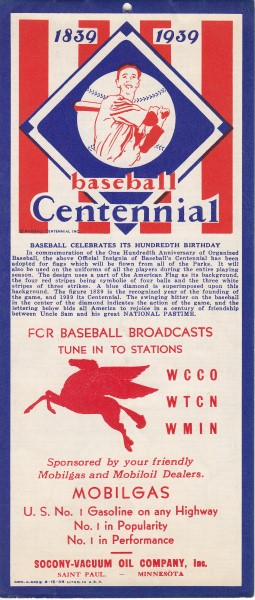 1839 1939
baseball
Centennial
BASEBALL CENTENNIAL INC.
BASEBALL CELEBRATES ITS HUNDREDTH BIRTHDAY
In commemoration of the One Hundredth Anniversary of Organized
Baseball, the above Official Insignia of Baseball's Centennial has been
adopted for flags which will be flown from all of the Parks. It will
also be used on the uniforms of all the players during the entire playing
season. The design uses a part of the American Flag as its background,
the four red stripes being symbolic of four balls and the three white
stripes of three strikes. A blue diamond is superimposed upon this
background. The figure 1839 is the recognized year of the founding of
the game, and 1939 its Centennial. The swinging hitter on the baseball
in the center of the diamond indicates the action of the game, and the
lettering below bids all America to rejoice in a century of friendship
between Uncle Sam and his great NATIONAL PASTIME.
FOR BASEBALL BROADCASTS
TUNE IN TO STATIONS
WCCO
WTCN
WMIN
Sponsored by your friendly
Mobilgas and Mobiloil Dealers.
MOBILGAS
U. S. No. 1 Gasoline on any Highway
No. 1 in Popularity
No. 1 in Performance
SOCONY-VACUUM OIL COMPANY, Inc.
SAINT PAUL - MINNESOTA